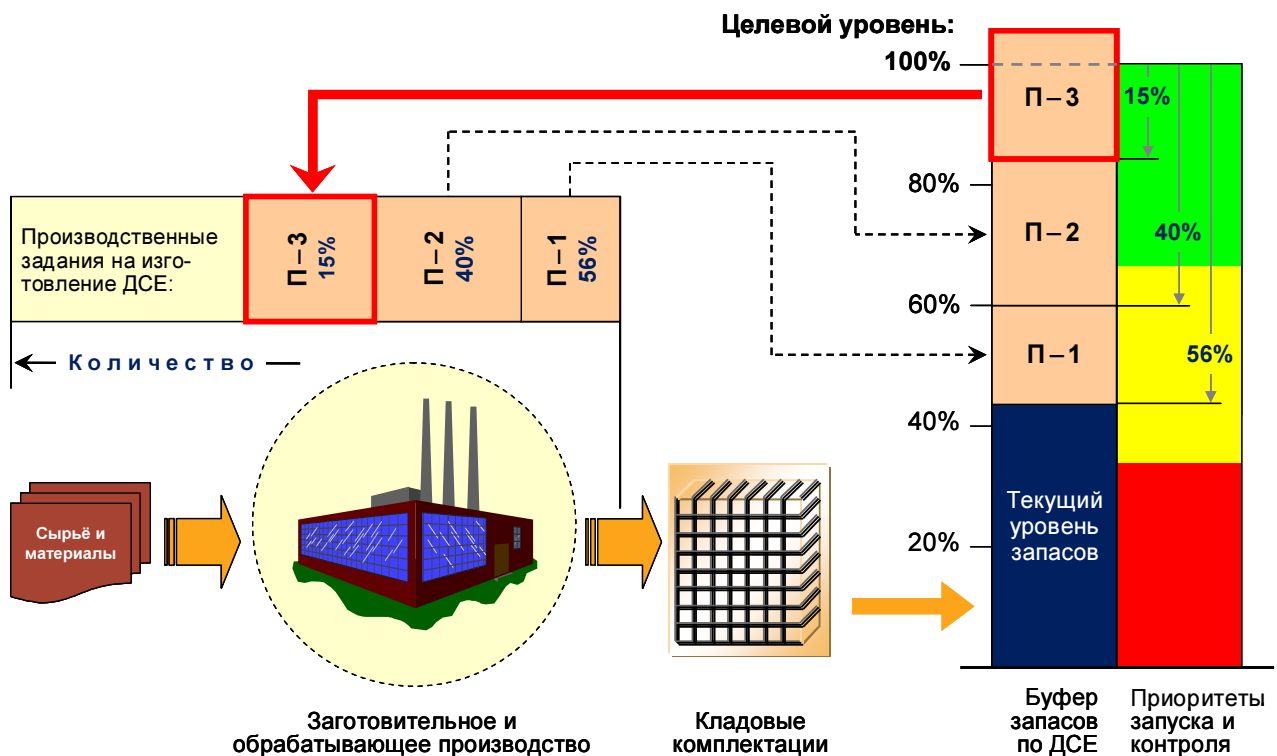 Целевой уровень:
100%
П – 3
15%
80%
П – 2
40%
60%
П – 1
56%
40%
Текущий
уровень
запасов
20%
Производственные
задания на изго-
товление ДСЕ:
П – 3
15%
П – 2
40%
П – 1
56%
Количество
Сырьё и
материалы
Заготовительное и
обрабатывающее производство
Кладовые
комплектации
Буфер
запасов
по ДСЕ
Приоритеты
запуска и
контроля